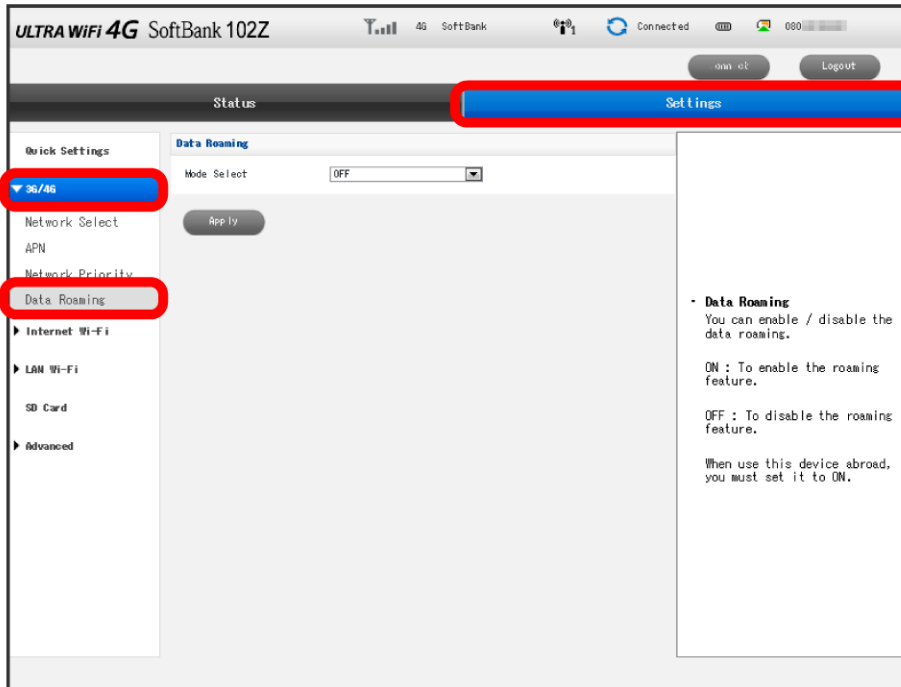 ULTRA WiFi 4G SoftBank 102Z
4G SoftBank
1
Connected
080
Logout
Status
Settings
Quick Settings
3G/4G
Network Select
APN
Network Priority
Data Roaming
Internet Wi-Fi
LAN Wi-Fi
SD Card
Advanced
Data Roaming
Mode Select
OFF
Apply
- Data Roaming
You can enable / disable the
data roaming.
ON : To enable the roaming
feature.
OFF : To disable the roaming
feature.
When use this device abroad,
you must set it to ON.